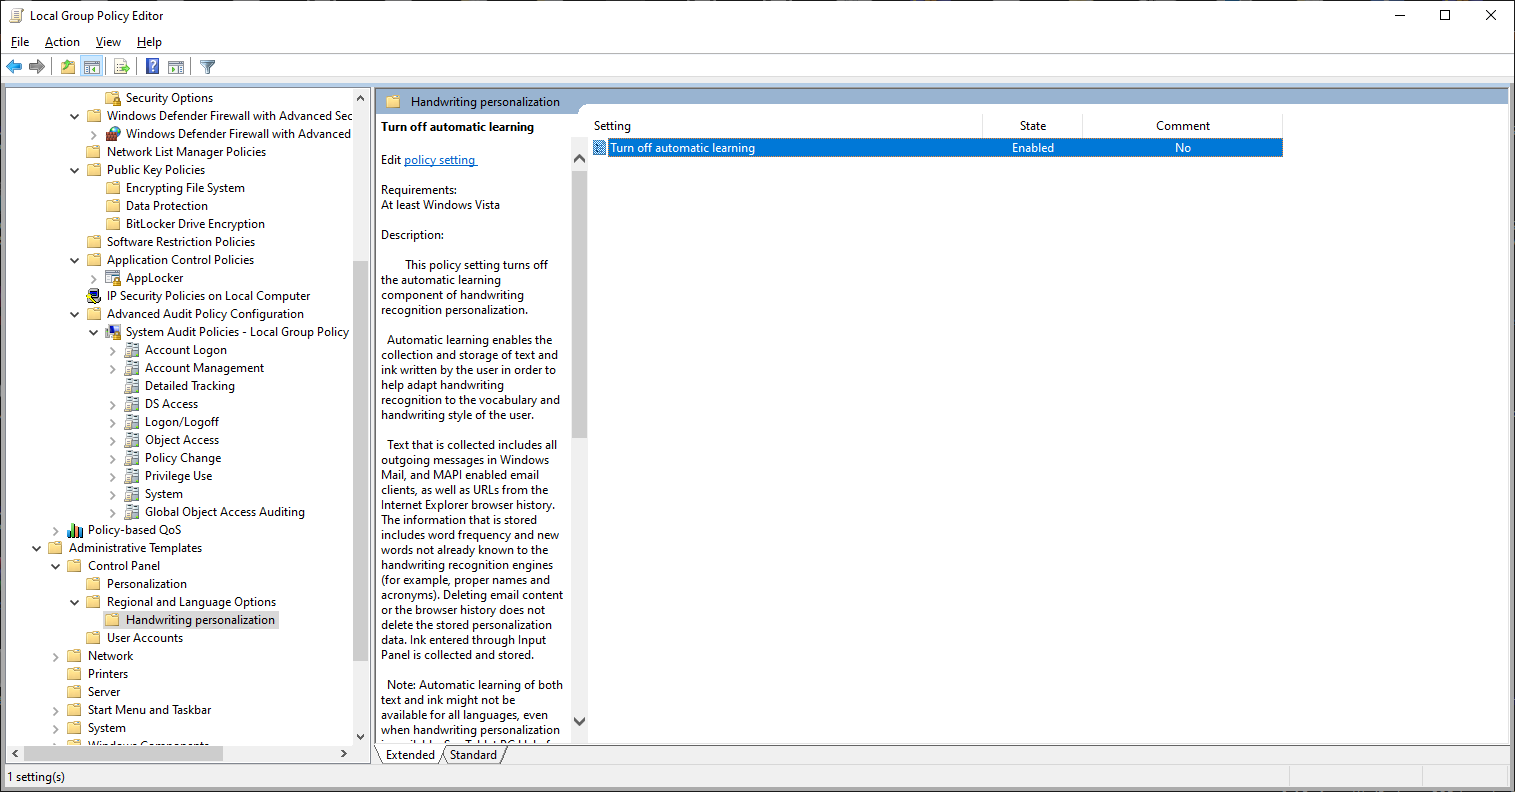 Local Group Policy Editor
File Action View Help
Security Options
Windows Defender Firewall with Advanced Sec
Windows Defender Firewall with Advanced
Network List Manager Policies
Public Key Policies
Encrypting File System
Data Protection
BitLocker Drive Encryption
Software Restriction Policies
Application Control Policies
AppLocker
IP Security Policies on Local Computer
Advanced Audit Policy Configuration
System Audit Policies - Local Group Policy
Account Logon
Account Management
Detailed Tracking
DS Access
Logon/Logoff
Object Access
Policy Change
Privilege Use
System
Global Object Access Auditing
Policy-based QoS
Administrative Templates
Control Panel
Personalization
Regional and Language Options
Handwriting personalization
User Accounts
Network
Printers
Server
Start Menu and Taskbar
System
Windows Components
Handwriting personalization
Turn off automatic learning
Edit policy setting
Requirements:
At least Windows Vista
Description:
This policy setting turns off
the automatic learning
component of handwriting
recognition personalization.
Automatic learning enables the
collection and storage of text and
ink written by the user in order to
help adapt handwriting
recognition to the vocabulary and
handwriting style of the user.
Text that is collected includes all
outgoing messages in Windows
Mail, and MAPI enabled email
clients, as well as URLs from the
Internet Explorer browser history.
The information that is stored
includes word frequency and new
words not already known to the
handwriting recognition engines
(for example, proper names and
acronyms). Deleting email content
or the browser history does not
delete the stored personalization
data. Ink entered through Input
Panel is collected and stored.
Note: Automatic learning of both
text and ink might not be
available for all languages, even
when handwriting personalization
Setting State Comment
Turn off automatic learning Enabled No
Extended Standard
1 setting(s)